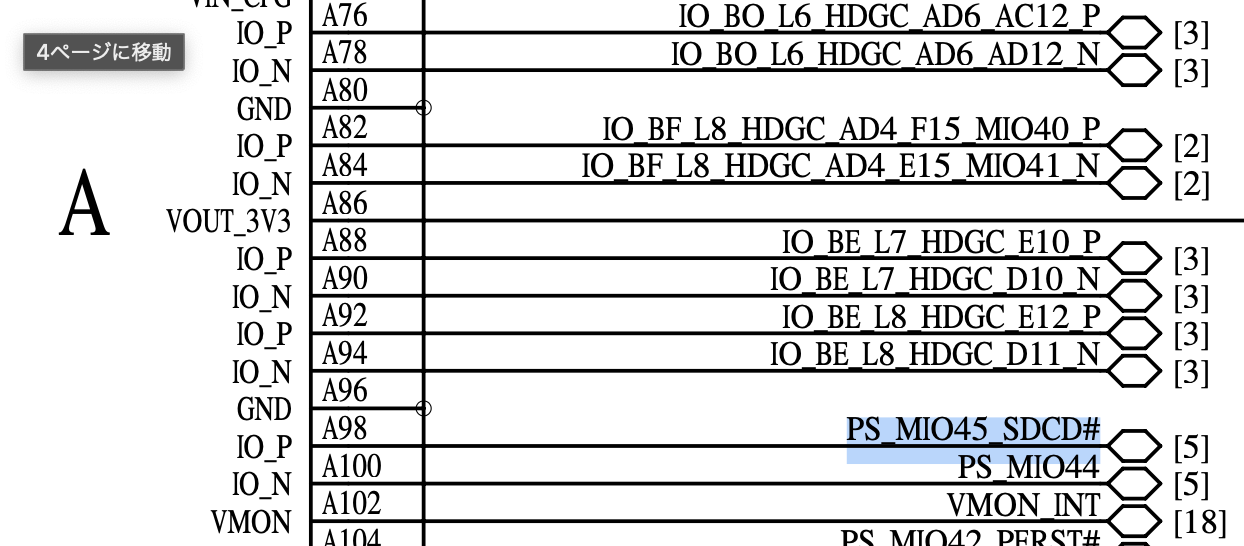 A76 IO_BO_L6_HDGC_AD6_AC12_P
IO_P [3]
4ページに移動
A78 IO_BO_L6_HDGC_AD6_AD12_N
IO_N [3]
A80
GND
A82 IO_BF_L8_HDGC_AD4_F15_MIO40_P
IO_P [2]
A84 IO_BF_L8_HDGC_AD4_E15_MIO41_N
IO_N [2]
A
A86
VOUT_3V3
A88 IO_BE_L7_HDGC_E10_P
IO_P [3]
A90 IO_BE_L7_HDGC_D10_N
IO_N [3]
A92 IO_BE_L8_HDGC_E12_P
IO_P [3]
A94 IO_BE_L8_HDGC_D11_N
IO_N [3]
A96
GND
A98 PS_MIO45_SDCD#
IO_P [5]
A100 PS_MIO44
IO_N [5]
A102 VMON_INT
VMON [18]
A104 PS_MIO42_PERST#